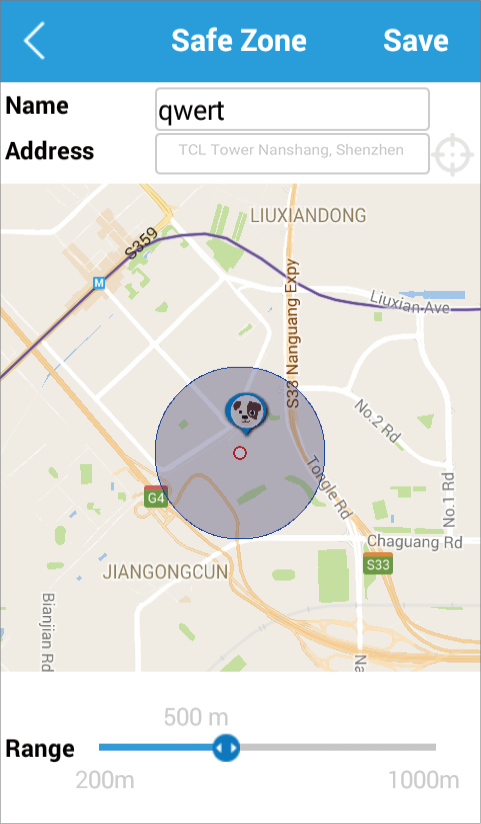 Safe Zone Save
Name qwert
Address TCL Tower Nanshang, Shenzhen
LIUXIANDONG
S359
M
S33 Nanguang Expy
Liuxian Ave
No.2 Rd
G4
Tongle Rd
No.1 Rd
Chaguang Rd
S33
JIANGONGCUN
Bianjian Rd
Na
500 m
Range
200m 1000m